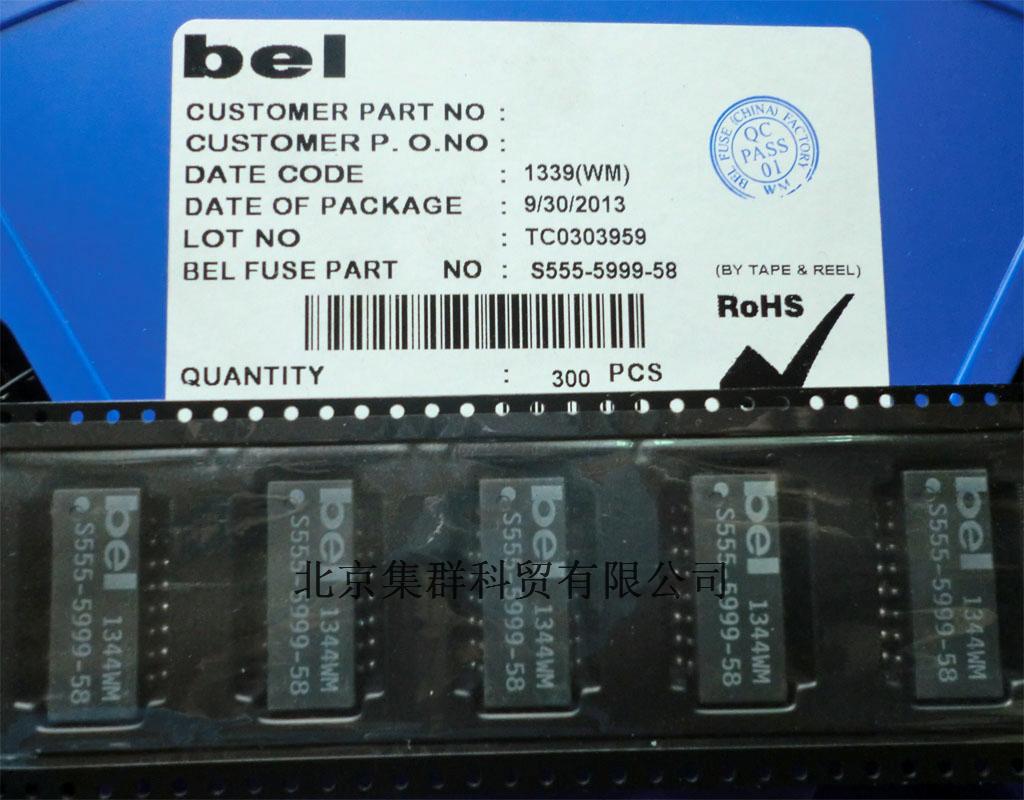 bel
CUSTOMER PART NO :
CUSTOMER P. O.NO :
DATE CODE : 1339(WM)
DATE OF PACKAGE : 9/30/2013
LOT NO : TC0303959
BEL FUSE PART NO : S555-5999-58 (BY TAPE & REEL)
BEL FUSE (CHINA) FACTORY
QC
PASS
01
WM
RoHS
QUANTITY : 300 PCS
bel 1344WM
S555-5999-58
bel 1344WM
S555-5999-58
bel 1344WM
S555-5999-58
bel 1344WM
S555-5999-58
bel 1344WM
S555-5999-58
北京集群科贸有限公司